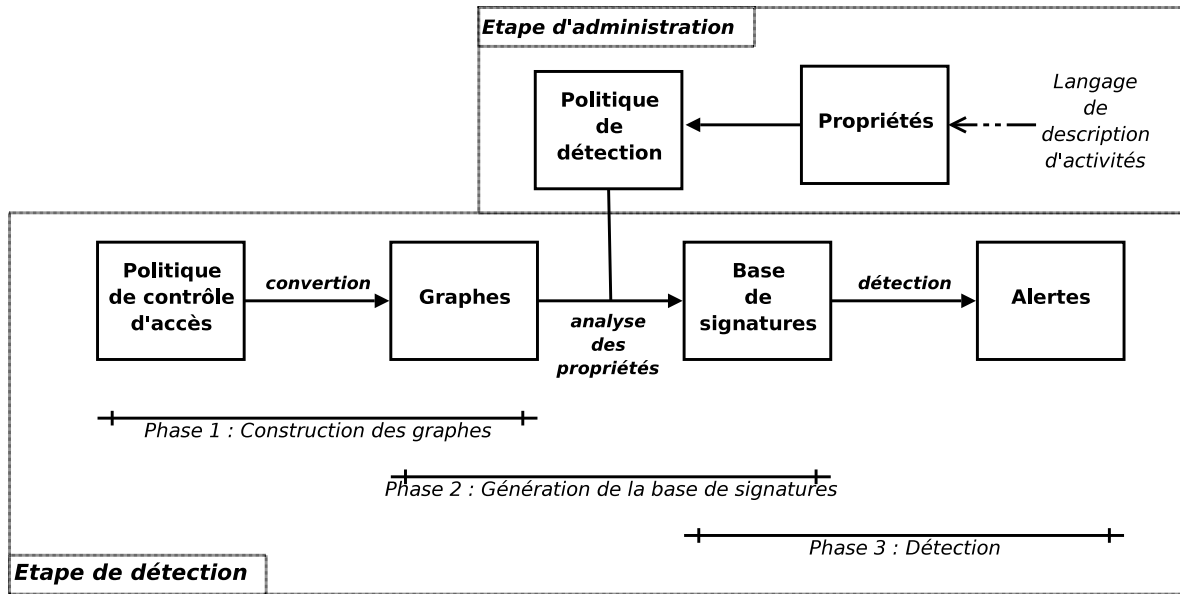 Etape d'administration
Politique
de
détection
Propriétés
Langage
de
description
d'activités
Politique
de contrôle
d'accès
convertion
Graphes
analyse
des
propriétés
Base
de
signatures
détection
Alertes
Phase 1 : Construction des graphes
Phase 2 : Génération de la base de signatures
Phase 3 : Détection
Etape de détection